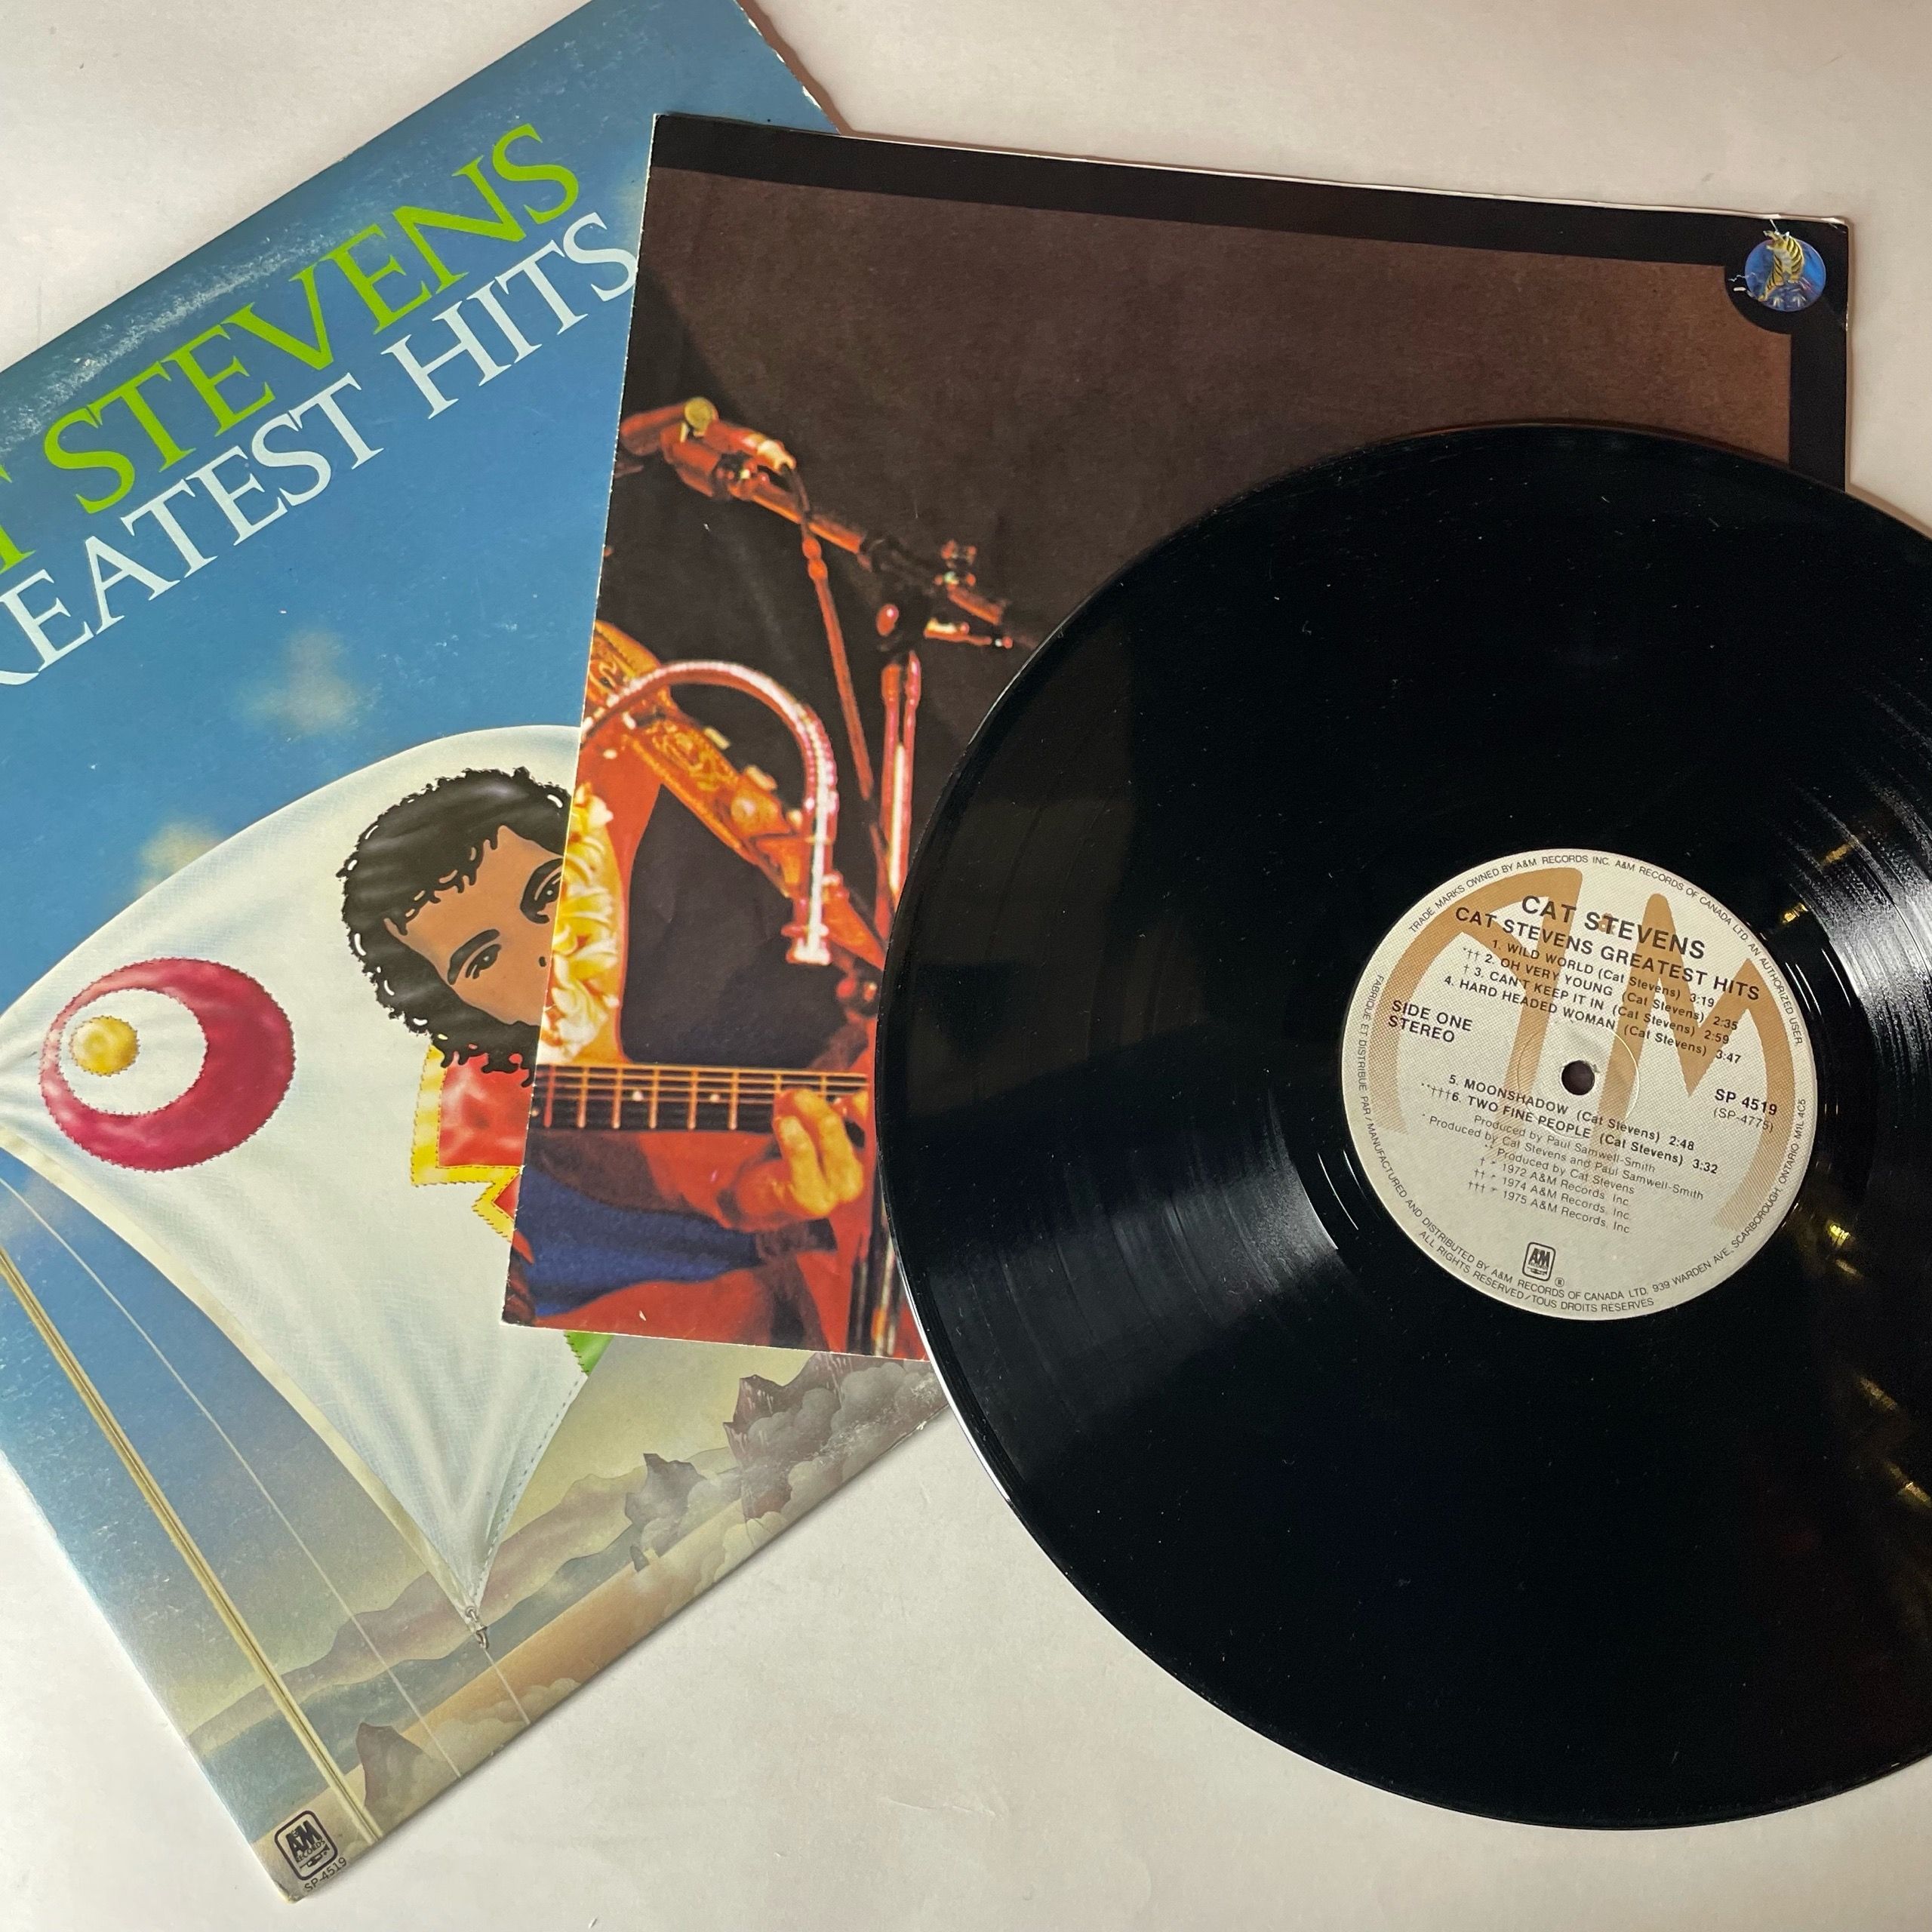 T STEVENS
REATEST HITS
A&M
RECORDS
SP-4519
TRADE MARKS OWNED BY A&M RECORDS INC. A&M RECORDS OF CANADA LTD. AN AUTHORIZED USER.
CAT STEVENS
CAT STEVENS GREATEST HITS
1. WILD WORLD (Cat Stevens) 3:19
**†† 2. OH VERY YOUNG (Cat Stevens) 2:35
† 3. CAN'T KEEP IT IN (Cat Stevens) 2:59
4. HARD HEADED WOMAN (Cat Stevens) 3:47
SIDE ONE
STEREO
SP 4519
(SP-4775)
5. MOONSHADOW (Cat Stevens) 2:48
**†††6. TWO FINE PEOPLE (Cat Stevens) 3:32
Produced by Paul Samwell-Smith
* Produced by Cat Stevens and Paul Samwell-Smith
** Produced by Cat Stevens
† - 1972 A&M Records, Inc.
†† - 1974 A&M Records, Inc.
††† - 1975 A&M Records, Inc.
A&M
®
FABRIQUE ET DISTRIBUE PAR/MANUFACTURED AND DISTRIBUTED BY A&M RECORDS OF CANADA LTD. 939 WARDEN AVE, SCARBOROUGH, ONTARIO M1L 4C5
ALL RIGHTS RESERVED/TOUS DROITS RESERVES